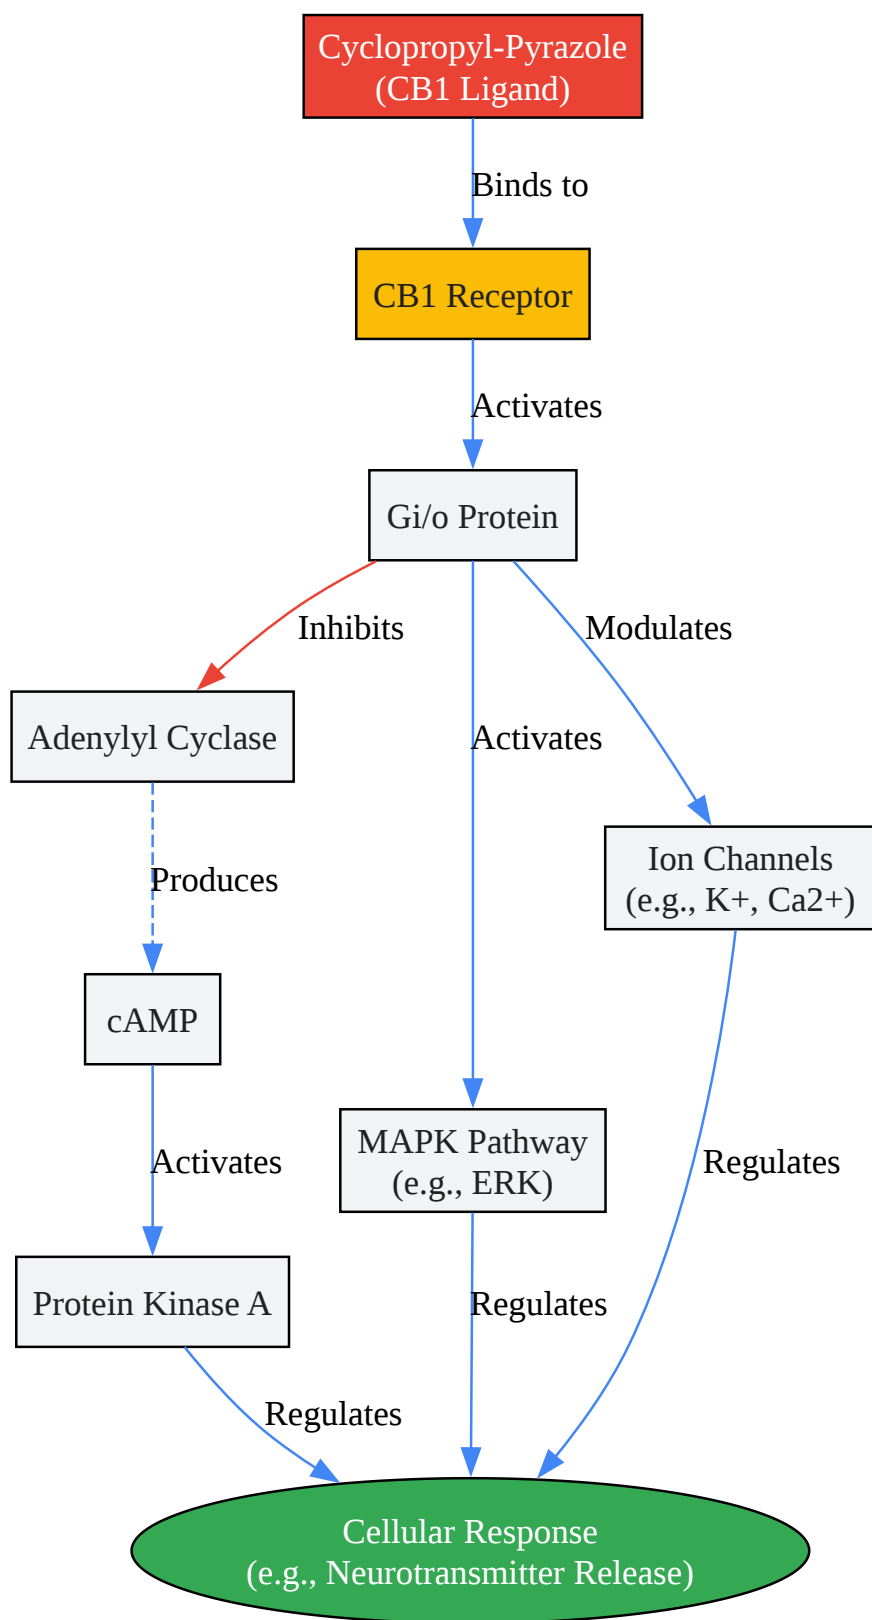 Cyclopropyl-Pyrazole
(CB1 Ligand)
Binds to
CB1 Receptor
Activates
Gi/o Protein
Inhibits
Modulates
Adenylyl Cyclase
Activates
Ion Channels
(e.g., K+, Ca2+)
Produces
cAMP
MAPK Pathway
(e.g., ERK)
Activates
Regulates
Protein Kinase A
Regulates
Regulates
Cellular Response
(e.g., Neurotransmitter Release)